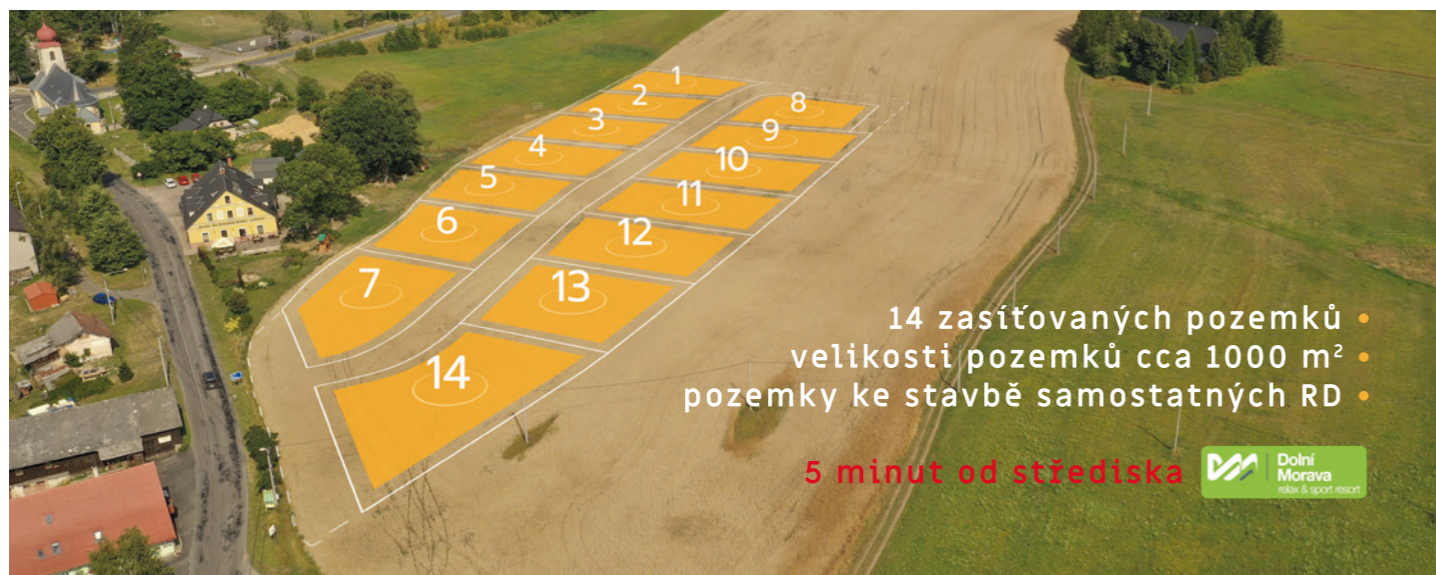 1
2
3
4
5
6
7
8
9
10
11
12
13
14
14 zasíťovaných pozemků •
velikosti pozemků cca 1000 m² •
pozemky ke stavbě samostatných RD •
5 minut od střediska
Dolní
Morava
relax & sport resort